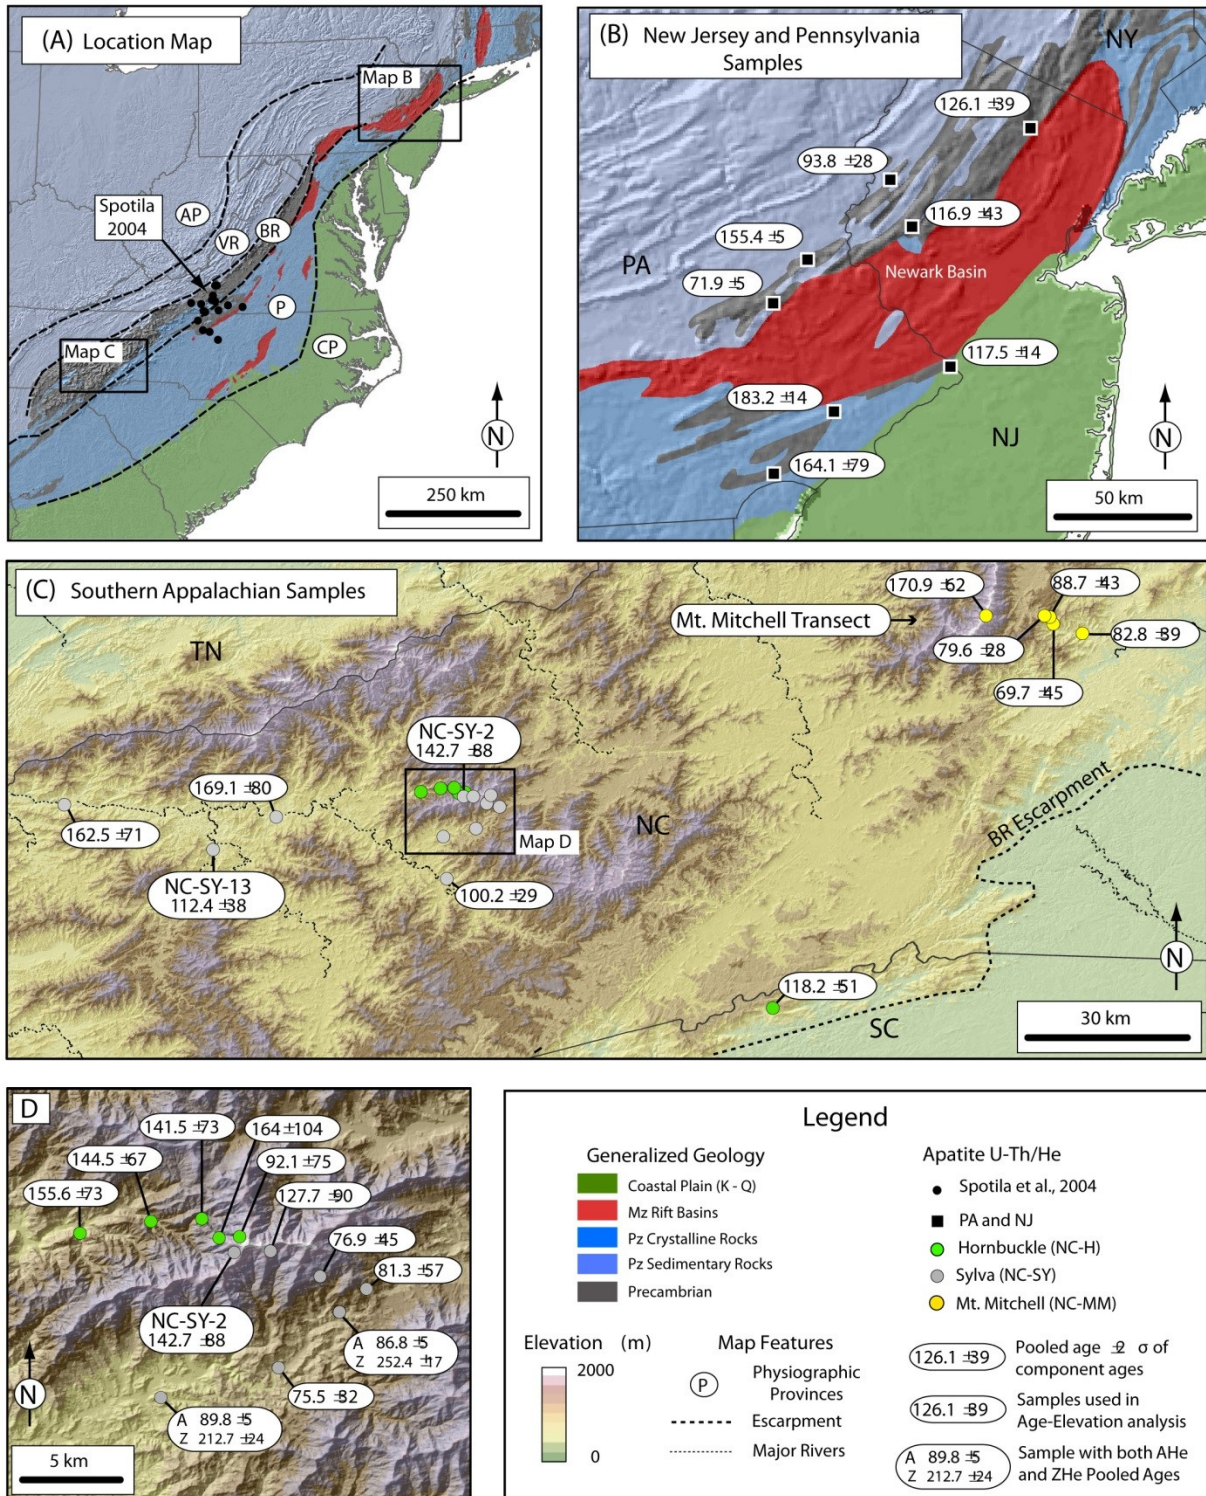 (A) Location Map
Map B
Spotila
2004
AP
VR
BR
P
CP
Map C
N
250 km
(B) New Jersey and Pennsylvania
Samples
NY
126.1 ±39
93.8 ±28
116.9 ±43
155.4 ±5
PA
71.9 ±5
Newark Basin
117.5 ±14
183.2 ±14
NJ
164.1 ±79
N
50 km
(C) Southern Appalachian Samples
TN
170.9 ±62
88.7 ±43
Mt. Mitchell Transect
79.6 ±28
82.8 ±39
69.7 ±45
NC-SY-2
142.7 ±88
169.1 ±80
162.5 ±71
NC
Map D
BR Escarpment
NC-SY-13
112.4 ±38
100.2 ±29
118.2 ±51
SC
N
30 km
D
141.5 ±73
164 ±104
144.5 ±67
92.1 ±75
155.6 ±73
127.7 ±90
76.9 ±45
81.3 ±57
NC-SY-2
142.7 ±88
A 86.8 ±5
Z 252.4 ±17
75.5 ±32
A 89.8 ±5
Z 212.7 ±24
N
5 km
Legend
Generalized Geology
Coastal Plain (K - Q)
Mz Rift Basins
Pz Crystalline Rocks
Pz Sedimentary Rocks
Precambrian
Apatite U-Th/He
Spotila et al., 2004
PA and NJ
Hornbuckle (NC-H)
Sylva (NC-SY)
Mt. Mitchell (NC-MM)
Elevation (m)
2000
0
Map Features
P Physiographic
Provinces
Escarpment
Major Rivers
126.1 ±39 Pooled age ±2 σ of
component ages
126.1 ±39 Samples used in
Age-Elevation analysis
A 89.8 ±5 Sample with both AHe
Z 212.7 ±24 and ZHe Pooled Ages